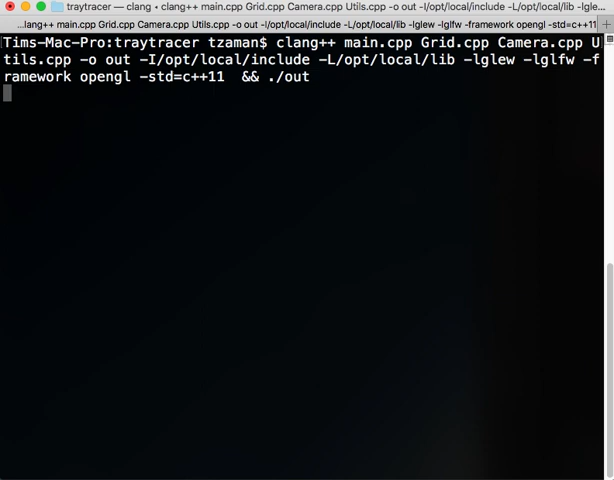 traytracer — clang • clang++ main.cpp Grid.cpp Camera.cpp Utils.cpp -o out -I/opt/local/include -L/opt/local/lib -lglew -lgle...
...lang++ main.cpp Grid.cpp Camera.cpp Utils.cpp -o out -I/opt/local/include -L/opt/local/lib -lglew -lglfw -framework opengl -std=c++11 +
Tims-Mac-Pro:traytracer tzaman$ clang++ main.cpp Grid.cpp Camera.cpp U
tils.cpp -o out -I/opt/local/include -L/opt/local/lib -lglew -lglfw -f
ramework opengl -std=c++11  && ./out